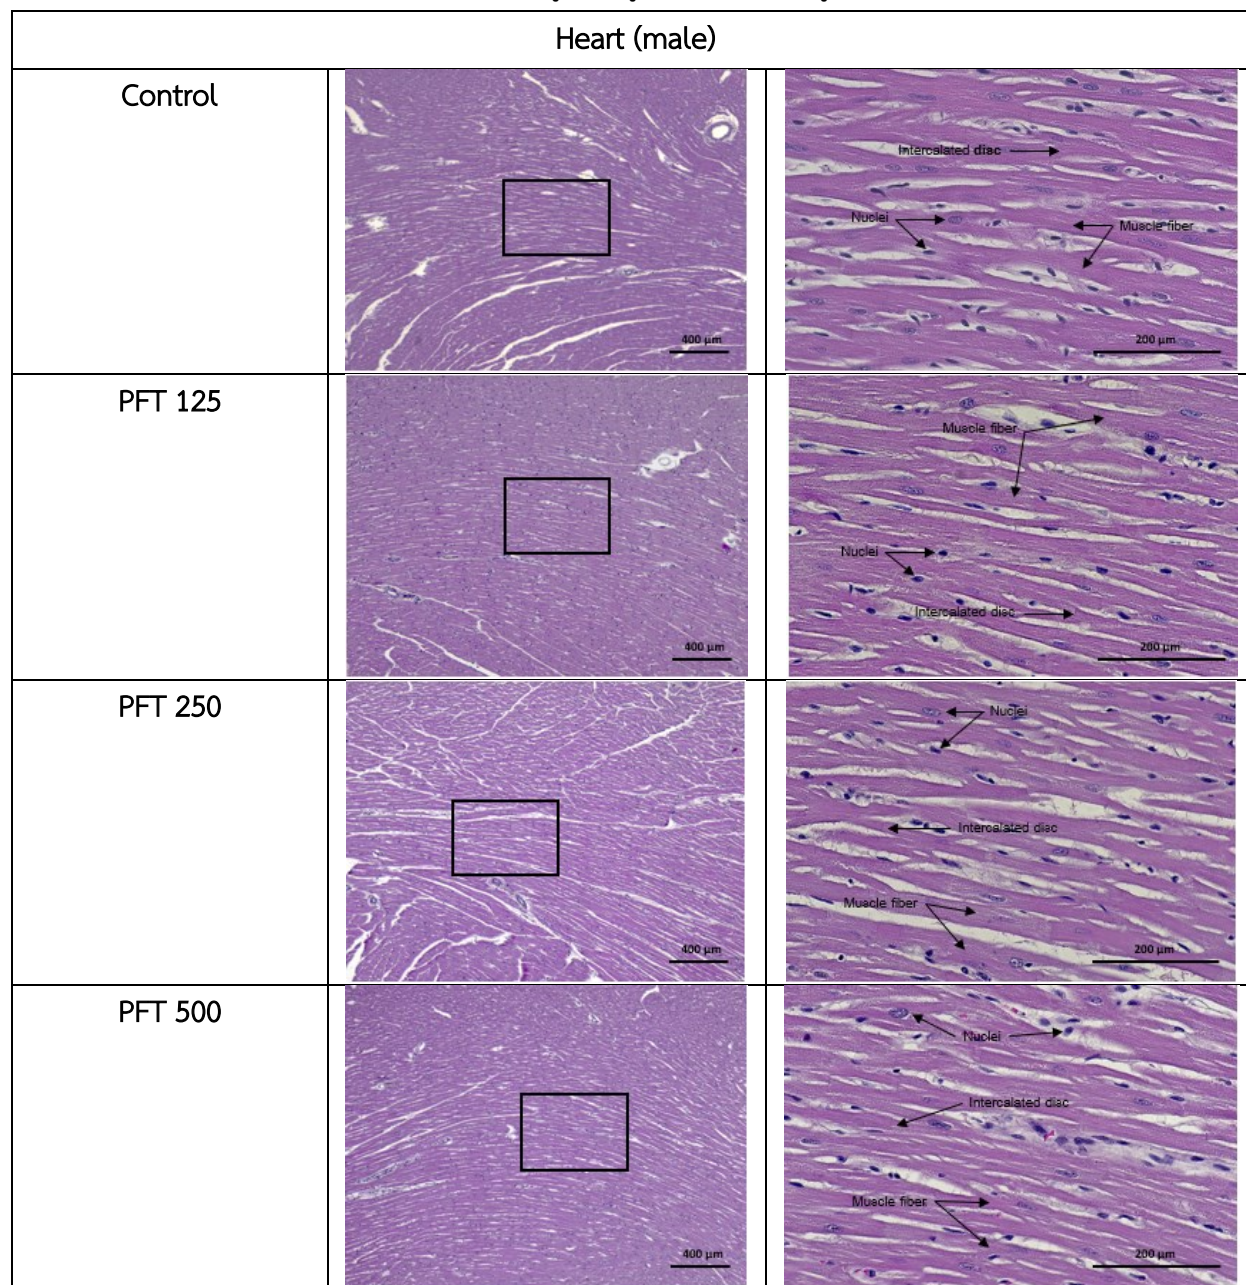 Heart (male)
Control
400 µm
Intercalated disc
Nuclei
Muscle fiber
200 µm
PFT 125
400 µm
Muscle fiber
Nuclei
Intercalated disc
200 µm
PFT 250
400 µm
Nuclei
Intercalated disc
Muscle fiber
200 µm
PFT 500
400 µm
Nuclei
Intercalated disc
Muscle fiber
200 µm